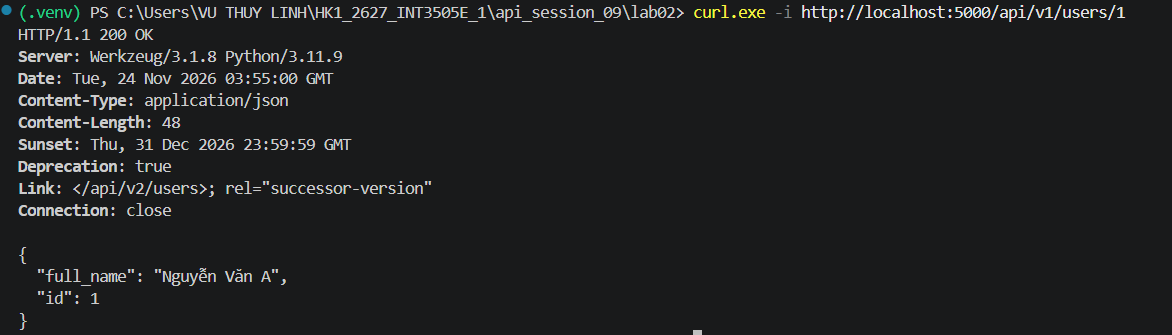 (.venv) PS C:\Users\VU THUY LINH\HK1_2627_INT3505E_1\api_session_09\lab02> curl.exe -i http://localhost:5000/api/v1/users/1
HTTP/1.1 200 OK
Server: Werkzeug/3.1.8 Python/3.11.9
Date: Tue, 24 Nov 2026 03:55:00 GMT
Content-Type: application/json
Content-Length: 48
Sunset: Thu, 31 Dec 2026 23:59:59 GMT
Deprecation: true
Link: </api/v2/users>; rel="successor-version"
Connection: close

{
  "full_name": "Nguyễn Văn A",
  "id": 1
}